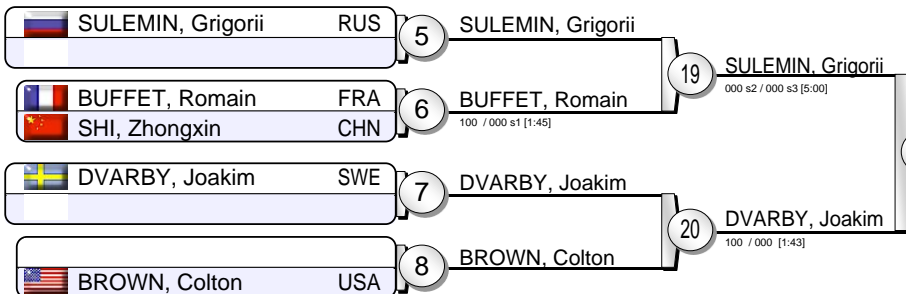 SULEMIN, Grigorii RUS
5
SULEMIN, Grigorii
BUFFET, Romain FRA
SHI, Zhongxin CHN
6
BUFFET, Romain
100 / 000 s1 [1:45]
19
SULEMIN, Grigorii
000 s2 / 000 s3 [5:00]
DVARBY, Joakim SWE
7
DVARBY, Joakim
BROWN, Colton USA
8
BROWN, Colton
20
DVARBY, Joakim
100 / 000 [1:43]